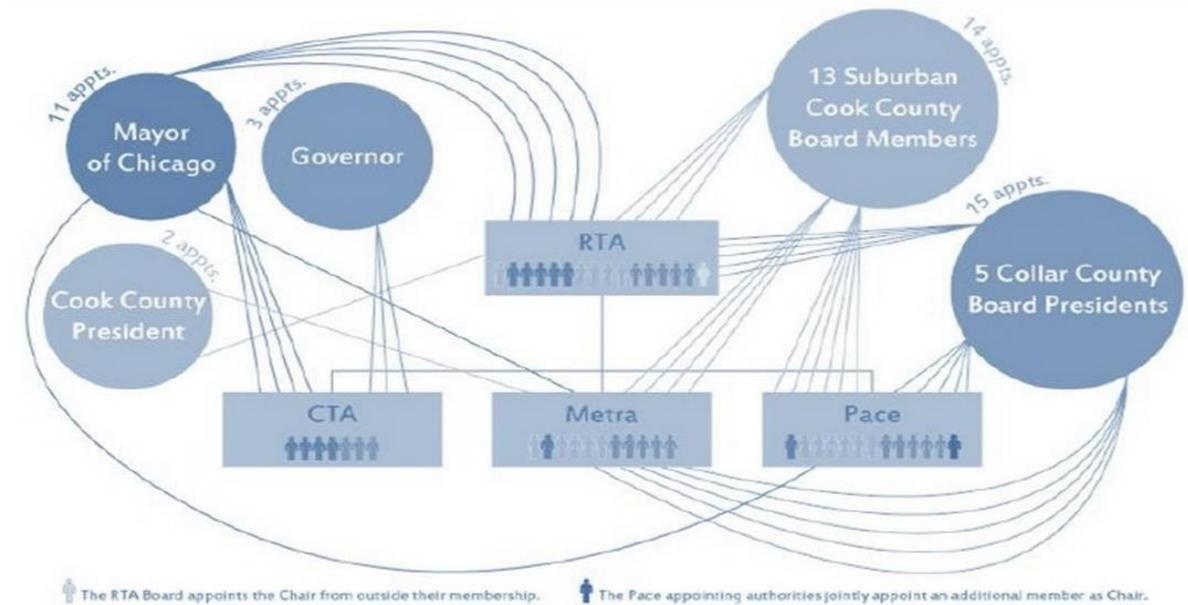 11 appts.
Mayor
of Chicago
3 appts.
Governor
14 appts.
13 Suburban
Cook County
Board Members
2 appts.
Cook County
President
RTA
15 appts.
5 Collar County
Board Presidents
CTA
Metra
Pace
The RTA Board appoints the Chair from outside their membership.
The Pace appointing authorities jointly appoint an additional member as Chair.